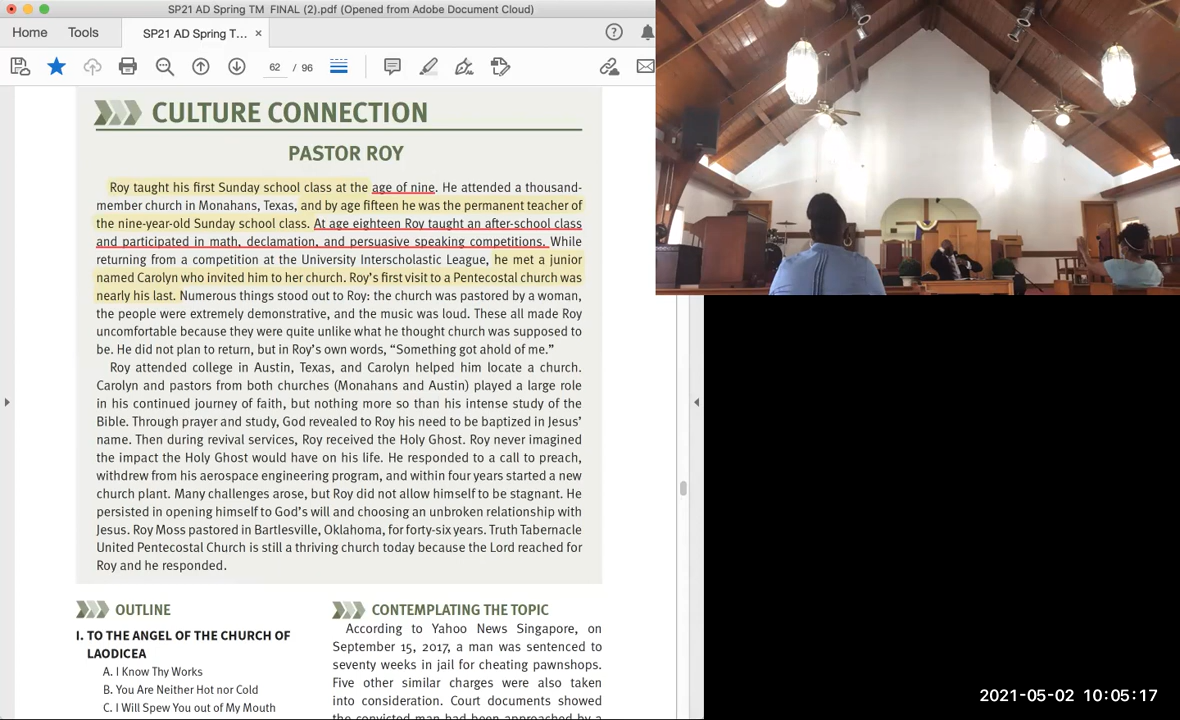 SP21 AD Spring TM  FINAL (2).pdf (Opened from Adobe Document Cloud)
Home
Tools
SP21 AD Spring T... ×
62 / 96
CULTURE CONNECTION
PASTOR ROY
Roy taught his first Sunday school class at the age of nine. He attended a thousand-
member church in Monahans, Texas, and by age fifteen he was the permanent teacher of
the nine-year-old Sunday school class. At age eighteen Roy taught an after-school class
and participated in math, declamation, and persuasive speaking competitions. While
returning from a competition at the University Interscholastic League, he met a junior
named Carolyn who invited him to her church. Roy's first visit to a Pentecostal church was
nearly his last. Numerous things stood out to Roy: the church was pastored by a woman,
the people were extremely demonstrative, and the music was loud. These all made Roy
uncomfortable because they were quite unlike what he thought church was supposed to
be. He did not plan to return, but in Roy's own words, “Something got ahold of me.”
Roy attended college in Austin, Texas, and Carolyn helped him locate a church.
Carolyn and pastors from both churches (Monahans and Austin) played a large role
in his continued journey of faith, but nothing more so than his intense study of the
Bible. Through prayer and study, God revealed to Roy his need to be baptized in Jesus'
name. Then during revival services, Roy received the Holy Ghost. Roy never imagined
the impact the Holy Ghost would have on his life. He responded to a call to preach,
withdrew from his aerospace engineering program, and within four years started a new
church plant. Many challenges arose, but Roy did not allow himself to be stagnant. He
persisted in opening himself to God's will and choosing an unbroken relationship with
Jesus. Roy Moss pastored in Bartlesville, Oklahoma, for forty-six years. Truth Tabernacle
United Pentecostal Church is still a thriving church today because the Lord reached for
Roy and he responded.
OUTLINE
I. TO THE ANGEL OF THE CHURCH OF
LAODICEA
A. I Know Thy Works
B. You Are Neither Hot nor Cold
C. I Will Spew You out of My Mouth
CONTEMPLATING THE TOPIC
According to Yahoo News Singapore, on
September 15, 2017, a man was sentenced to
seventy weeks in jail for cheating pawnshops.
Five other similar charges were also taken
into consideration. Court documents showed
the convicted man had been approached by a
2021-05-02 10:05:17